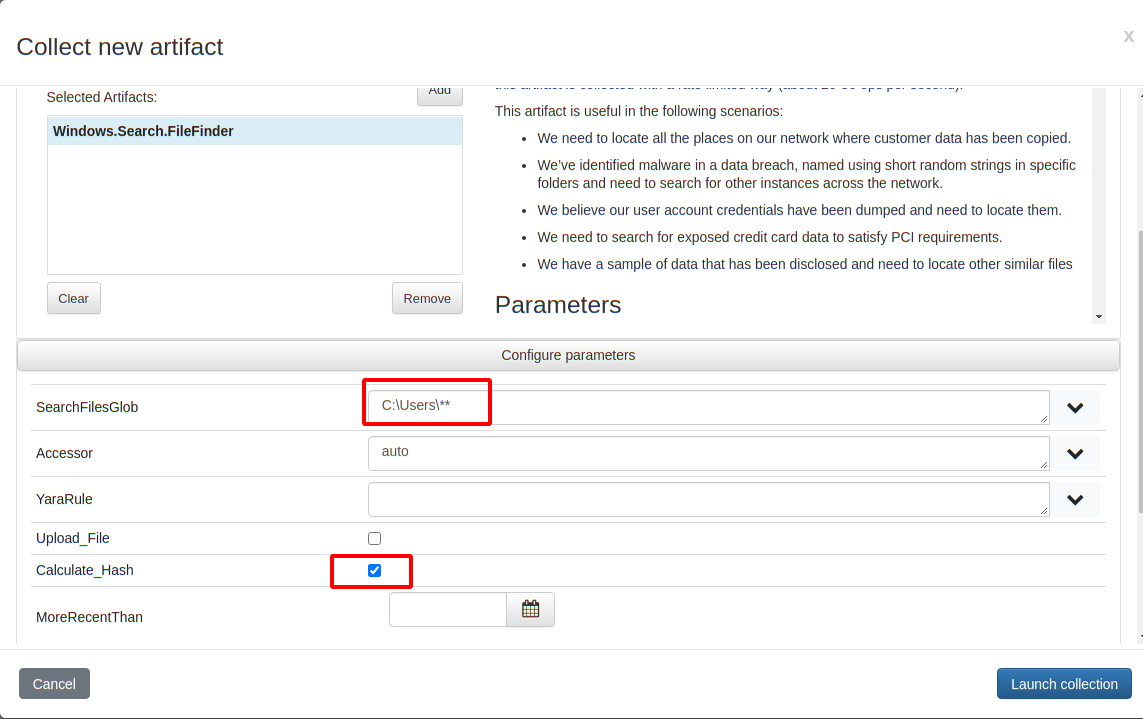 Collect new artifact
x
Selected Artifacts:
Add
Windows.Search.FileFinder
Clear
Remove
This artifact is useful in the following scenarios:
• We need to locate all the places on our network where customer data has been copied.
• We’ve identified malware in a data breach, named using short random strings in specific
folders and need to search for other instances across the network.
• We believe our user account credentials have been dumped and need to locate them.
• We need to search for exposed credit card data to satisfy PCI requirements.
• We have a sample of data that has been disclosed and need to locate other similar files
Parameters
Configure parameters
SearchFilesGlob
C:\Users\**
Accessor
auto
YaraRule
Upload_File
Calculate_Hash
MoreRecentThan
Cancel
Launch collection